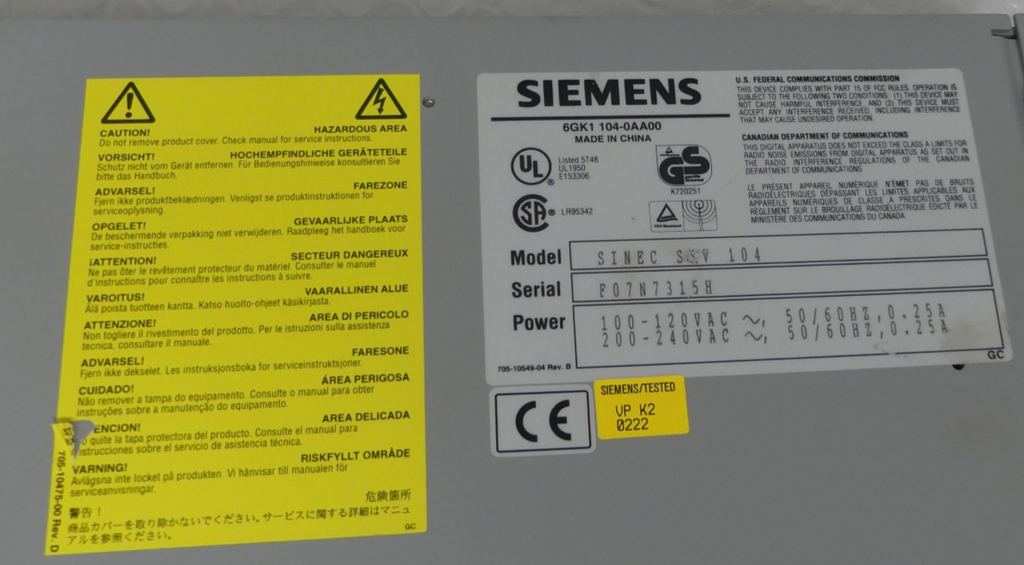 CAUTION! HAZARDOUS AREA
Do not remove product cover. Check manual for service instructions.
VORSICHT! HOCHEMPFINDLICHE GERÄTETEILE
Schutz nicht vom Gerät entfernen. Für Bedienungshinweise konsultieren Sie
bitte das Handbuch.
ADVARSEL! FAREZONE
Fjern ikke produktbeklædningen. Venligst se produktinstruktionen for
serviceoplysning.
OPGELET! GEVAARLIJKE PLAATS
De beschermende verpakking niet verwijderen. Raadpleeg het handboek voor
service-instructies.
¡ATTENTION! SECTEUR DANGEREUX
Ne pas ôter le revêtement protecteur du matériel. Consulter le manuel
d'instructions pour connaître les instructions à suivre.
VAROITUS! VAARALLINEN ALUE
Älä poista tuotteen kantta. Katso huolto-ohjeet käsikirjasta.
ATTENZIONE! AREA DI PERICOLO
Non togliere il rivestimento del prodotto. Per le istruzioni sulla assistenza
tecnica, consultare il manuale.
ADVARSEL! FARESONE
Fjern ikke dekselet. Les instruksjonsboka for serviceinstruktsjoner.
CUIDADO! ÁREA PERIGOSA
Não remover a tampa do equipamento. Consulte o manual para obter
instruções sobre a manutenção do equipamento.
ENCION! AREA DELICADA
quite la tapa protectora del producto. Consulte el manual para
instrucciones sobre el servicio de asistencia técnica.
VARNING! RISKFYLLT OMRÅDE
Avlägsna inte locket på produkten. Vi hänvisar till manualen för
serviceanvisningar.
警告! 危険箇所
商品カバーを取り除かないでください。サービスに関する詳細はマニュ
アルを参照ください。
GC
705-10475-00 Rev. D
SIEMENS
6GK1 104-0AA00
MADE IN CHINA
UL
®
Listed 5T48
UL1950
E153306
GS
K720251
SA ® LR95342
U.S. FEDERAL COMMUNICATIONS COMMISSION
THIS DEVICE COMPLIES WITH PART 15 OF FCC RULES. OPERATION IS
SUBJECT TO THE FOLLOWING TWO CONDITIONS: (1) THIS DEVICE MAY
NOT CAUSE HARMFUL INTERFERENCE, AND (2) THIS DEVICE MUST
ACCEPT ANY INTERFERENCE RECEIVED, INCLUDING INTERFERENCE
THAT MAY CAUSE UNDESIRED OPERATION.
CANADIAN DEPARTMENT OF COMMUNICATIONS
THIS DIGITAL APPARATUS DOES NOT EXCEED THE CLASS A LIMITS FOR
RADIO NOISE EMISSIONS FROM DIGITAL APPARATUS AS SET OUT IN
THE RADIO INTERFERENCE REGULATIONS OF THE CANADIAN
DEPARTMENT OF COMMUNICATIONS.
LE PRÉSENT APPAREIL NUMÉRIQUE N'ÉMET PAS DE BRUITS
RADIOÉLECTRIQUES DÉPASSANT LES LIMITES APPLICABLES AUX
APPAREILS NUMÉRIQUES DE CLASSE A PRESCRITES DANS LE
RÈGLEMENT SUR LE BROUILLAGE RADIOÉLECTRIQUE ÉDICTÉ PAR LE
MINISTÈRE DES COMMUNICATIONS DU CANADA.
Model SINEC SSV 104
Serial F07N7315H
Power 100-120VAC ~, 50/60HZ, 0.25A
200-240VAC ~, 50/60HZ, 0.25A
705-10549-04 Rev. B
GC
CE
SIEMENS/TESTED
VP K2
0222